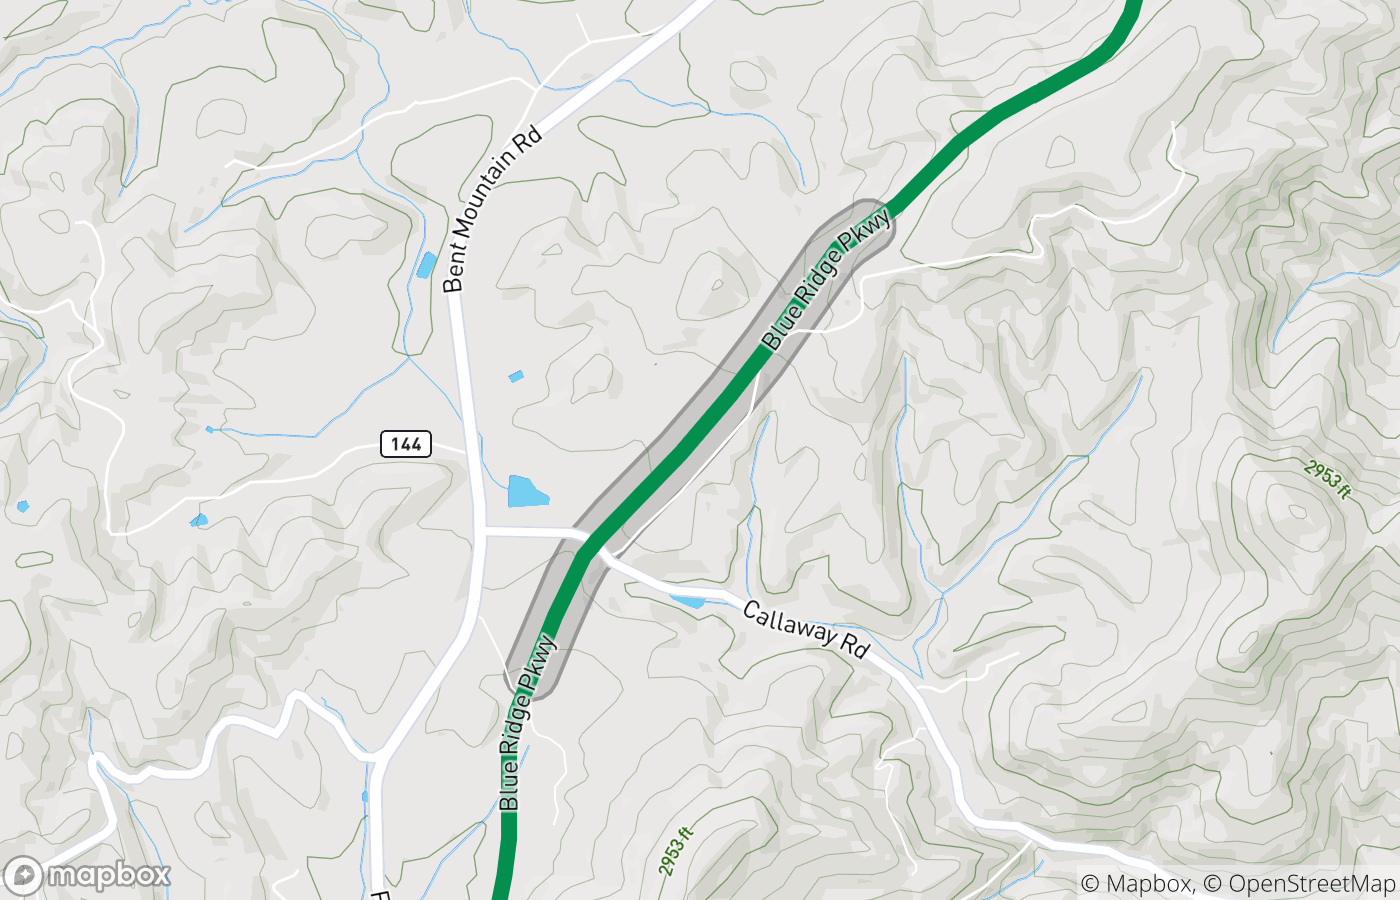 Bent Mountain Rd
Blue Ridge Pkwy
144
2953 ft
Callaway Rd
Blue Ridge Pkwy
2953 ft
mapbox
© Mapbox, © OpenStreetMap